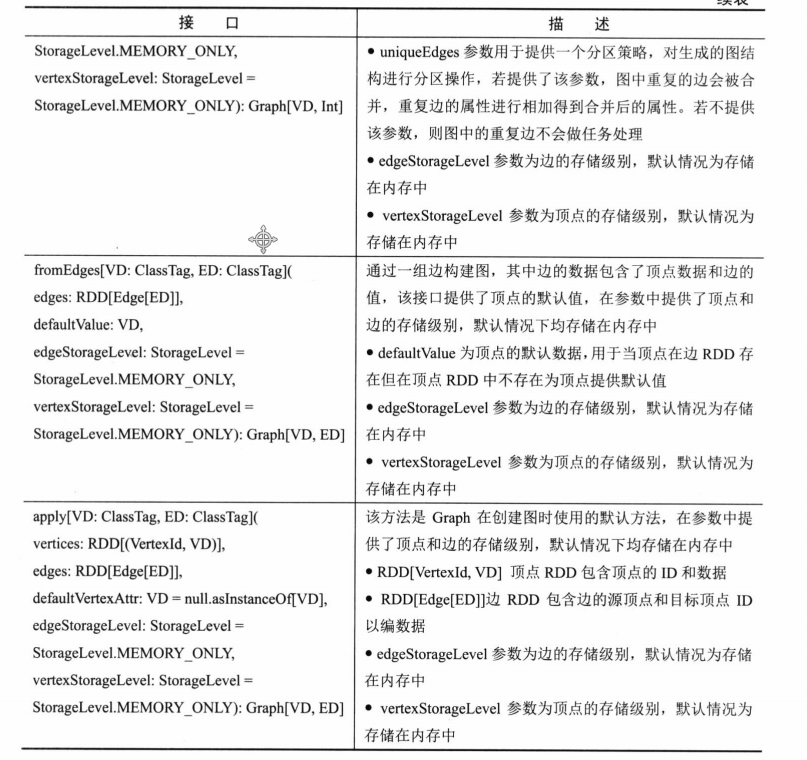 续表
接 口
描 述
StorageLevel.MEMORY_ONLY,
vertexStorageLevel: StorageLevel =
StorageLevel.MEMORY_ONLY): Graph[VD, Int]
● uniqueEdges 参数用于提供一个分区策略，对生成的图结
构进行分区操作，若提供了该参数，图中重复的边会被合
并，重复边的属性进行相加得到合并后的属性。若不提供
该参数，则图中的重复边不会做任务处理
● edgeStorageLevel 参数为边的存储级别，默认情况为存储
在内存中
● vertexStorageLevel 参数为顶点的存储级别，默认情况为
存储在内存中
fromEdges[VD: ClassTag, ED: ClassTag](
edges: RDD[Edge[ED]],
defaultValue: VD,
edgeStorageLevel: StorageLevel =
StorageLevel.MEMORY_ONLY,
vertexStorageLevel: StorageLevel =
StorageLevel.MEMORY_ONLY): Graph[VD, ED]
通过一组边构建图，其中边的数据包含了顶点数据和边的
值，该接口提供了顶点的默认值，在参数中提供了顶点和
边的存储级别，默认情况下均存储在内存中
● defaultValue 为顶点的默认数据，用于当顶点在边 RDD 存
在但在顶点 RDD 中不存在为顶点提供默认值
● edgeStorageLevel 参数为边的存储级别，默认情况为存储
在内存中
● vertexStorageLevel 参数为顶点的存储级别，默认情况为
存储在内存中
apply[VD: ClassTag, ED: ClassTag](
vertices: RDD[(VertexId, VD)],
edges: RDD[Edge[ED]],
defaultVertexAttr: VD = null.asInstanceOf[VD],
edgeStorageLevel: StorageLevel =
StorageLevel.MEMORY_ONLY,
vertexStorageLevel: StorageLevel =
StorageLevel.MEMORY_ONLY): Graph[VD, ED]
该方法是 Graph 在创建图时使用的默认方法，在参数中提
供了顶点和边的存储级别，默认情况下均存储在内存中
● RDD[VertexId, VD] 顶点 RDD 包含顶点的 ID 和数据
● RDD[Edge[ED]]边 RDD 包含边的源顶点和目标顶点 ID
以编数据
● edgeStorageLevel 参数为边的存储级别，默认情况为存储
在内存中
● vertexStorageLevel 参数为顶点的存储级别，默认情况为
存储在内存中